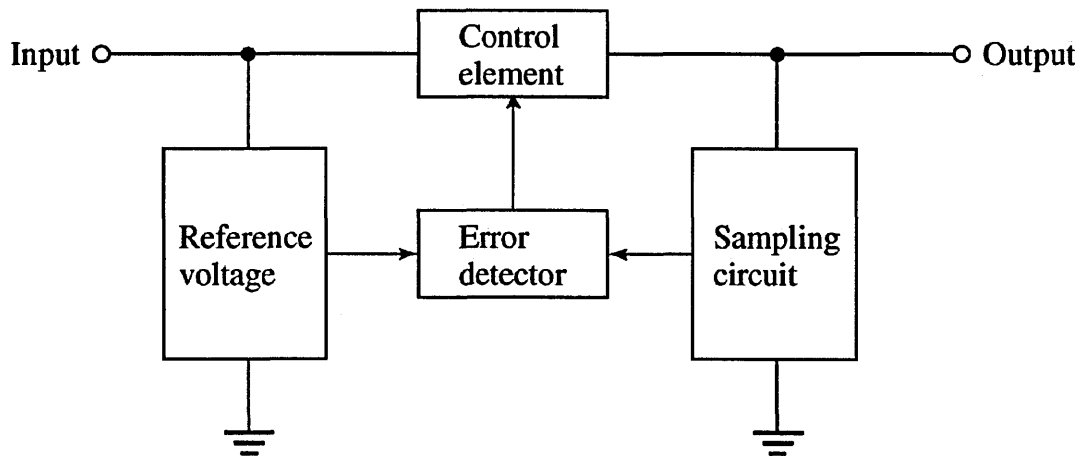 Input
Control
element
Output
Reference
voltage
Error
detector
Sampling
circuit